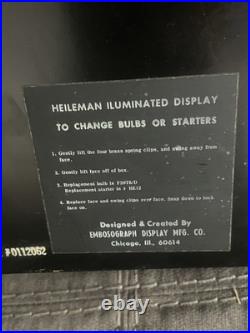 HEILEMAN ILUMINATED DISPLAY
TO CHANGE BULBS OR STARTERS
1. Gently lift the four brass spring clips, and swing away from
face.
2. Gently lift face off of box.
3. Replacement bulb is
Replacement starter is
4. Replace face and swing clips over face. Snap down to lock
face on.
Designed & Created By
EMBOSOGRAPH DISPLAY MFG. CO.
Chicago, Ill., 60614
0112062